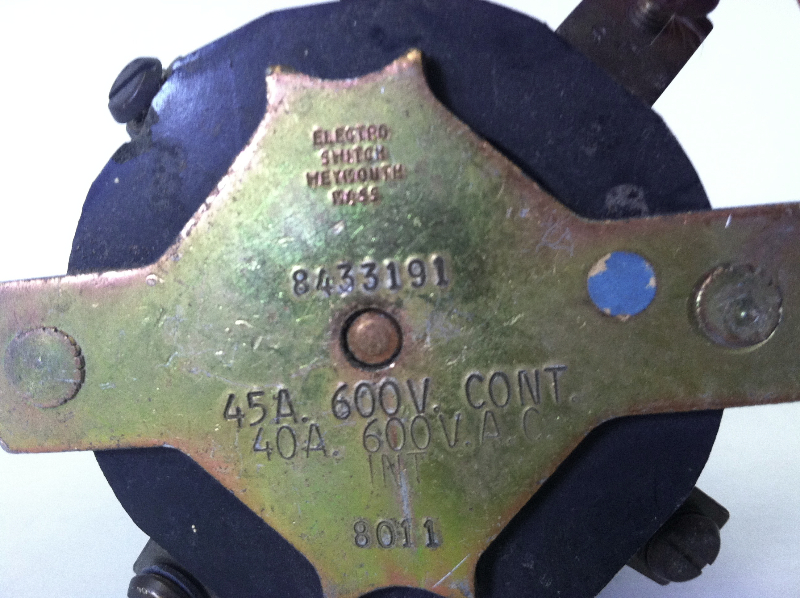 ELECTRO
SWITCH
WEYMOUTH
MASS
8433191
45A. 600V. CONT.
40A. 600V. A.C.
INT
8011